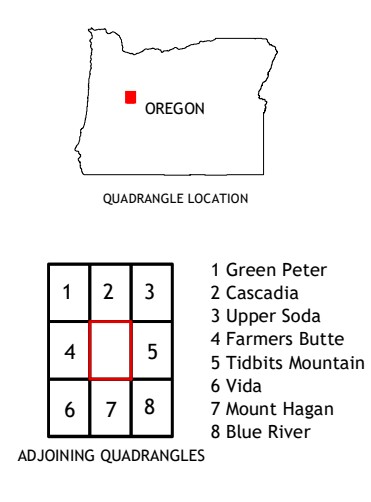 OREGON
QUADRANGLE LOCATION
1 2 3
4 5
6 7 8
ADJOINING QUADRANGLES
1 Green Peter
2 Cascadia
3 Upper Soda
4 Farmers Butte
5 Tidbits Mountain
6 Vida
7 Mount Hagan
8 Blue River